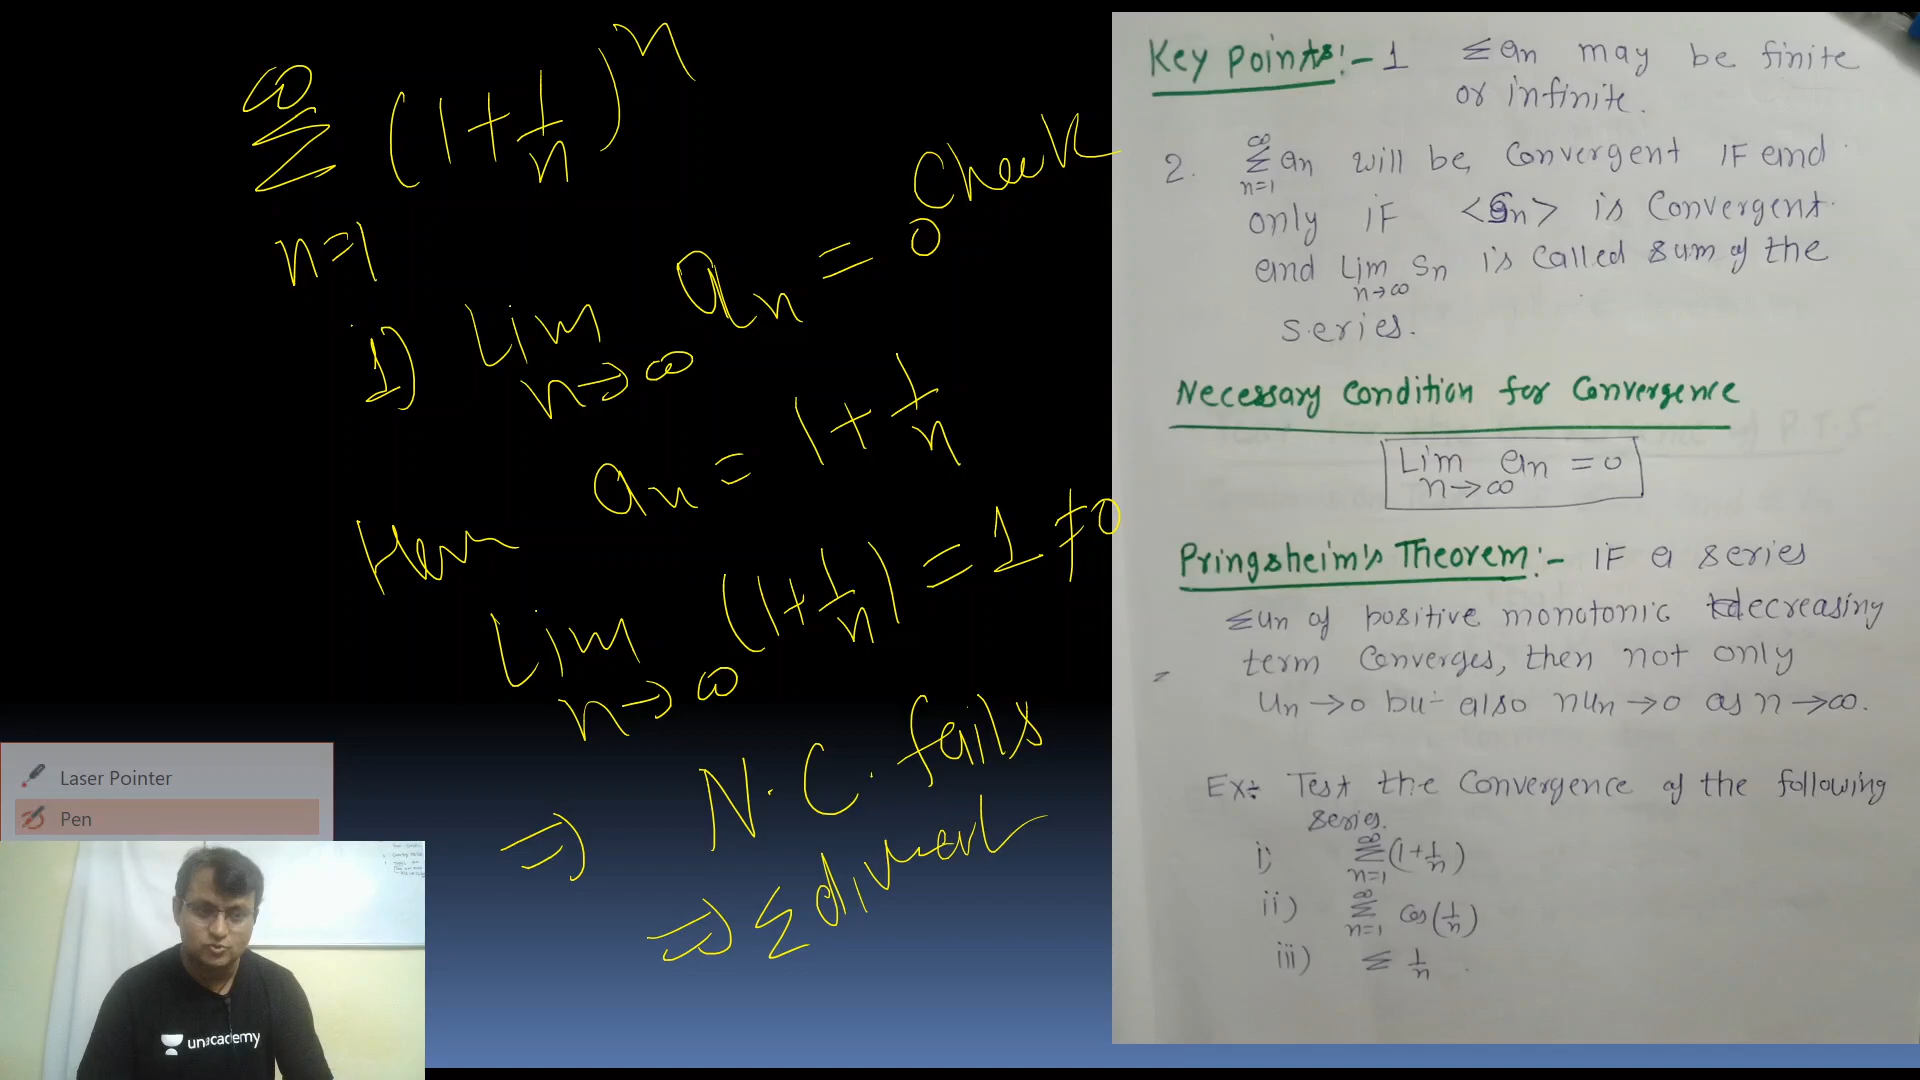 ∞
Σ (1+1/n)^n
n=1
Check
1) Lim an = 0
n→∞
an = 1+1/n
Lim (1+1/n) = 1 ≠ 0
n→∞
⇒ N.C. fails
⇒ Σ
Laser Pointer
Pen
unacademy
Key Points:- 1 Σan may be finite
or infinite.
2. ∞Σn=1 an will be convergent IF and
only IF <Sn> is convergent.
and Lim Sn is called sum of the
n→∞
series.
Necessary Condition for Convergence
Lim an = 0
n→∞
Pringsheim's Theorem:- IF a series
Σun of positive monotonic decreasing
term converges, then not only
un→0 but also nun→0 as n→∞.
Ex÷ Test the Convergence of the following
series.
i) ∞Σn=1 (1+1/n)
ii) ∞Σn=1 cos(1/n)
iii) Σ 1/n